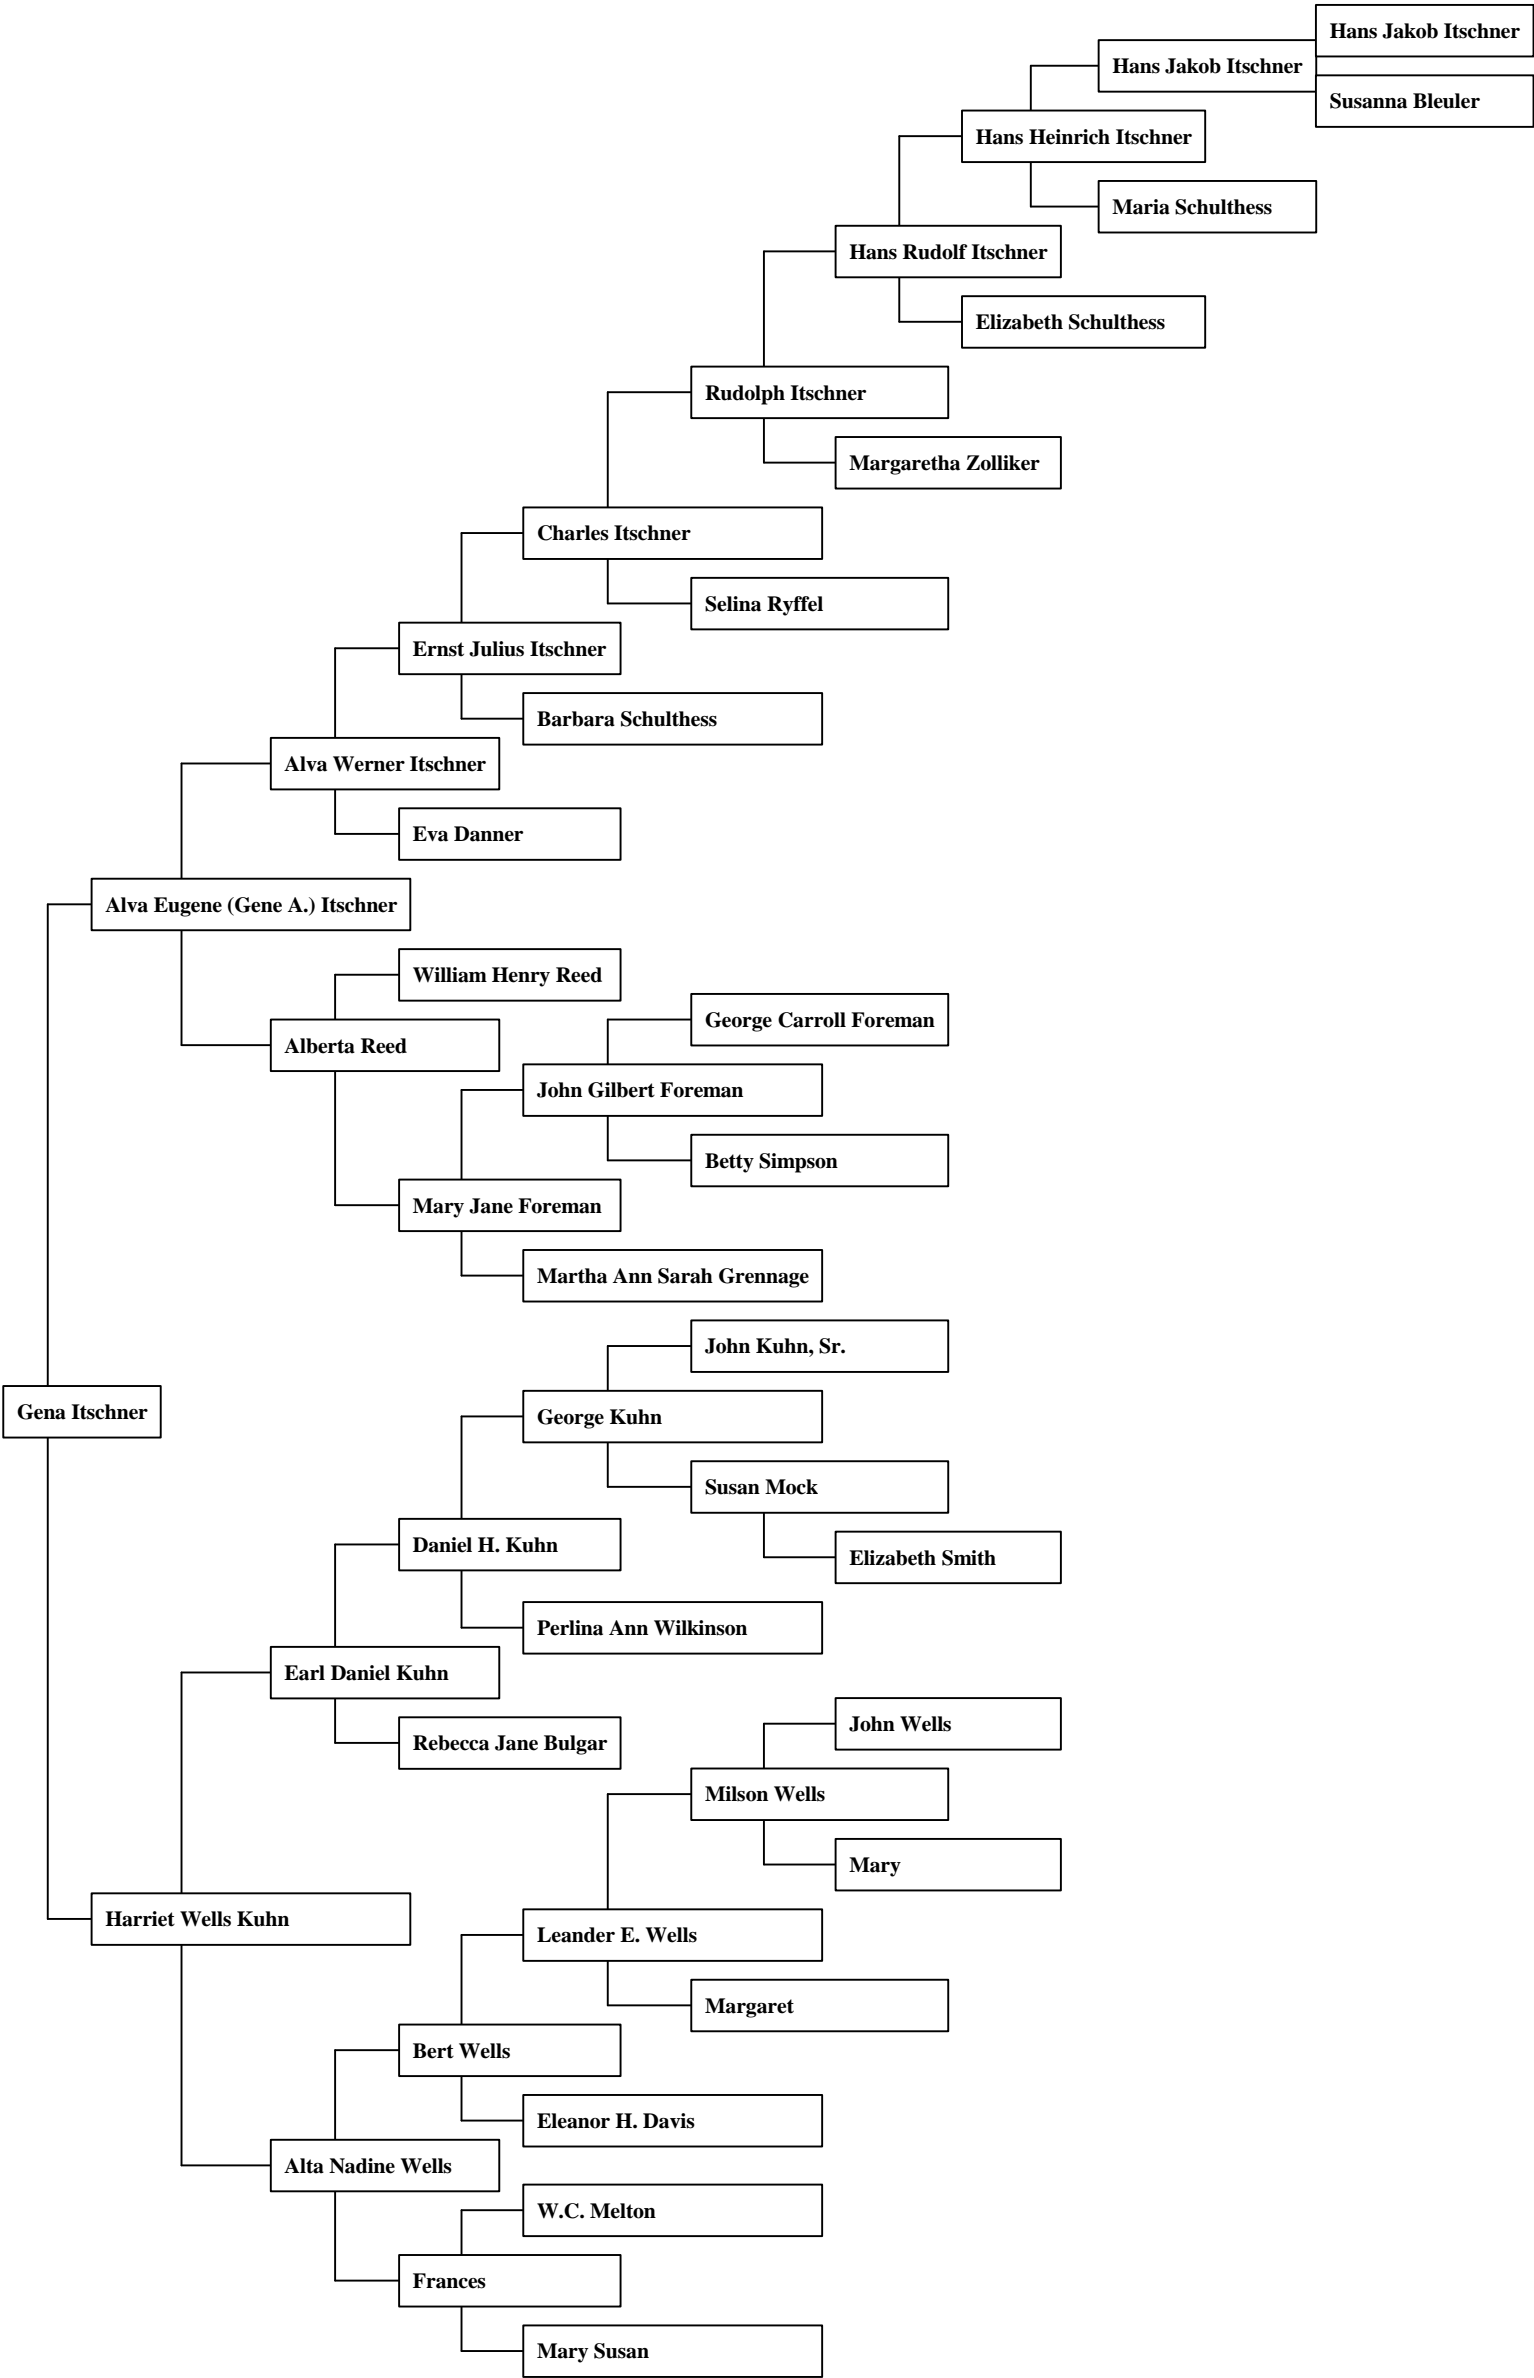 Hans Jakob Itschner
Hans Jakob Itschner
Susanna Bleuler
Hans Heinrich Itschner
Maria Schulthess
Hans Rudolf Itschner
Elizabeth Schulthess
Rudolph Itschner
Margaretha Zolliker
Charles Itschner
Selina Ryffel
Ernst Julius Itschner
Barbara Schulthess
Alva Werner Itschner
Eva Danner
Alva Eugene (Gene A.) Itschner
William Henry Reed
George Carroll Foreman
Alberta Reed
John Gilbert Foreman
Betty Simpson
Mary Jane Foreman
Martha Ann Sarah Grennage
John Kuhn, Sr.
Gena Itschner
George Kuhn
Susan Mock
Daniel H. Kuhn
Elizabeth Smith
Perlina Ann Wilkinson
Earl Daniel Kuhn
John Wells
Rebecca Jane Bulgar
Milson Wells
Mary
Harriet Wells Kuhn
Leander E. Wells
Margaret
Bert Wells
Eleanor H. Davis
Alta Nadine Wells
W.C. Melton
Frances
Mary Susan